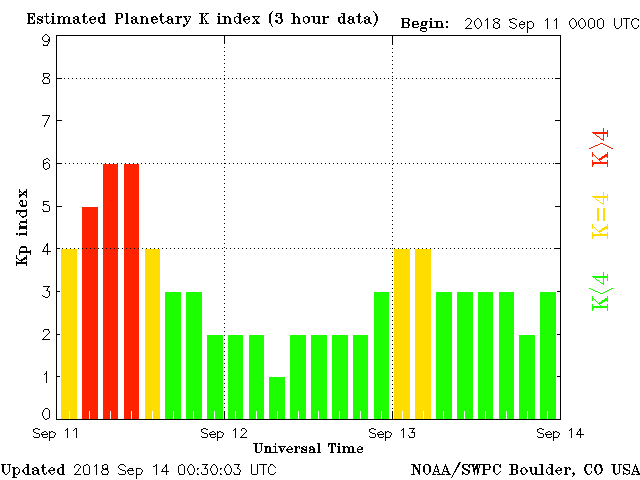 Estimated Planetary K index (3 hour data)
Begin: 2018 Sep 11 0000 UTC
9
8
7
6
5
4
3
2
1
0
Kp index
K>4
K=4
K<4
Sep 11
Sep 12
Sep 13
Sep 14
Universal Time
Updated 2018 Sep 14 00:30:03 UTC
NOAA/SWPC Boulder, CO USA